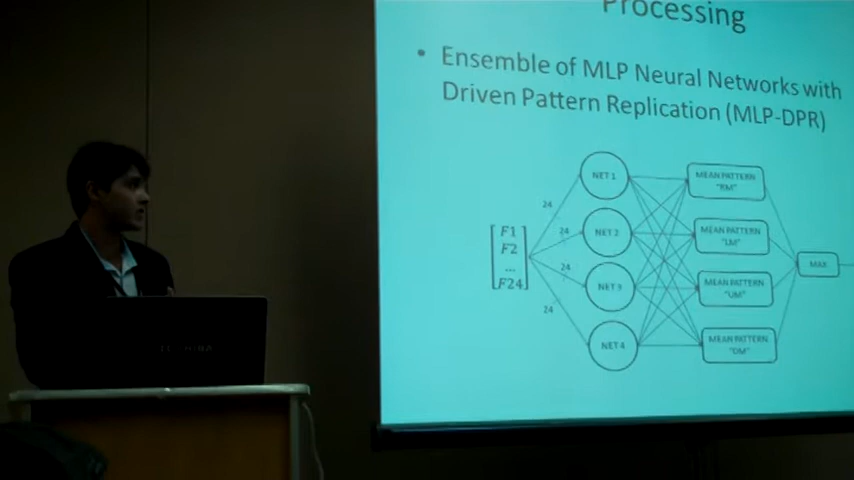 Processing
• Ensemble of MLP Neural Networks with
Driven Pattern Replication (MLP-DPR)
F1
F2
...
F24
24
24
24
24
NET 1
NET 2
NET 3
NET 4
MEAN PATTERN
"RM"
MEAN PATTERN
"LM"
MEAN PATTERN
"UM"
MEAN PATTERN
"DM"
MAX
TOSHIBA